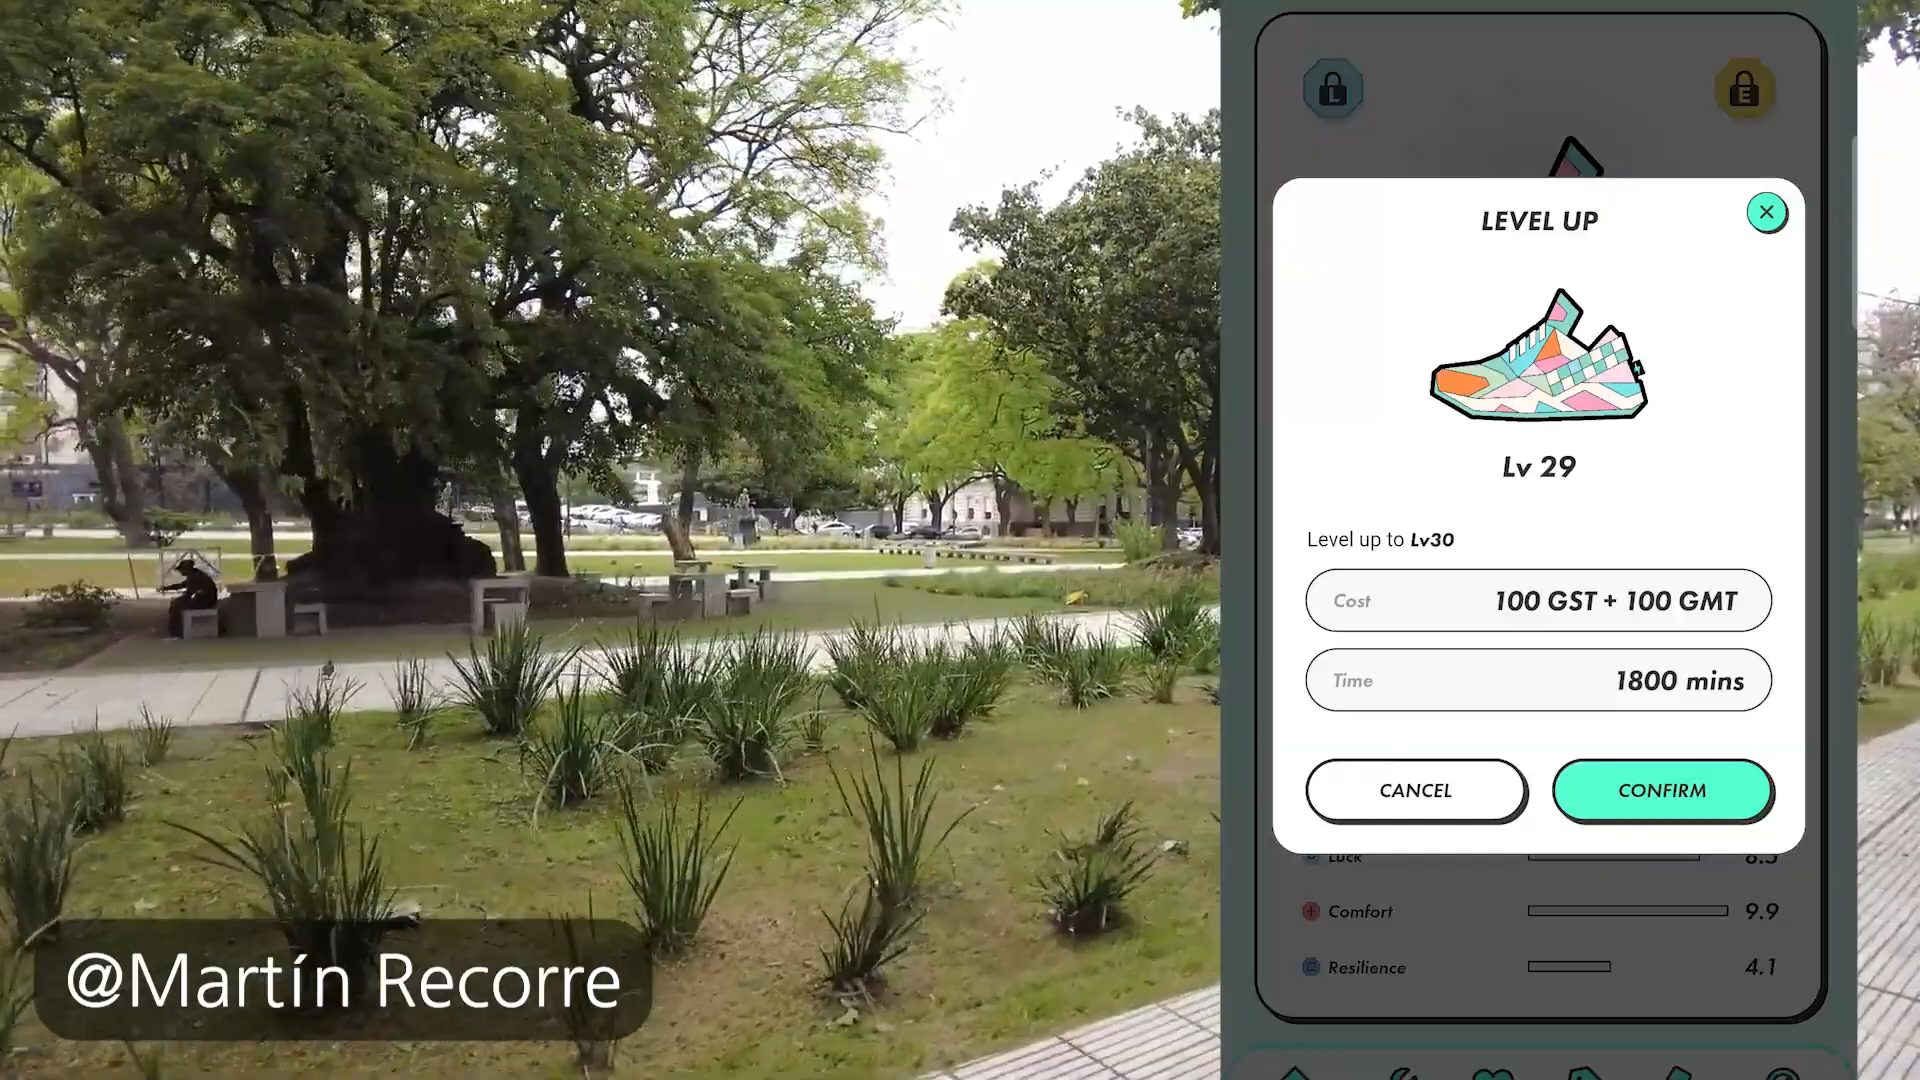 L
E
LEVEL UP
Lv 29
Level up to Lv30
Cost 100 GST + 100 GMT
Time 1800 mins
CANCEL CONFIRM
Luck
Comfort 9.9
Resilience 4.1
@Martín Recorre